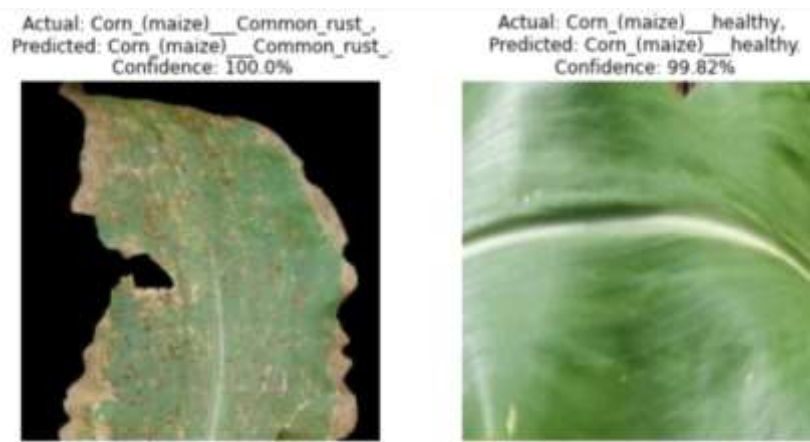 Actual: Corn_(maize)___Common_rust_,
Predicted: Corn_(maize)___Common_rust_.
Confidence: 100.0%
Actual: Corn_(maize)___healthy,
Predicted: Corn_(maize)___healthy.
Confidence: 99.82%